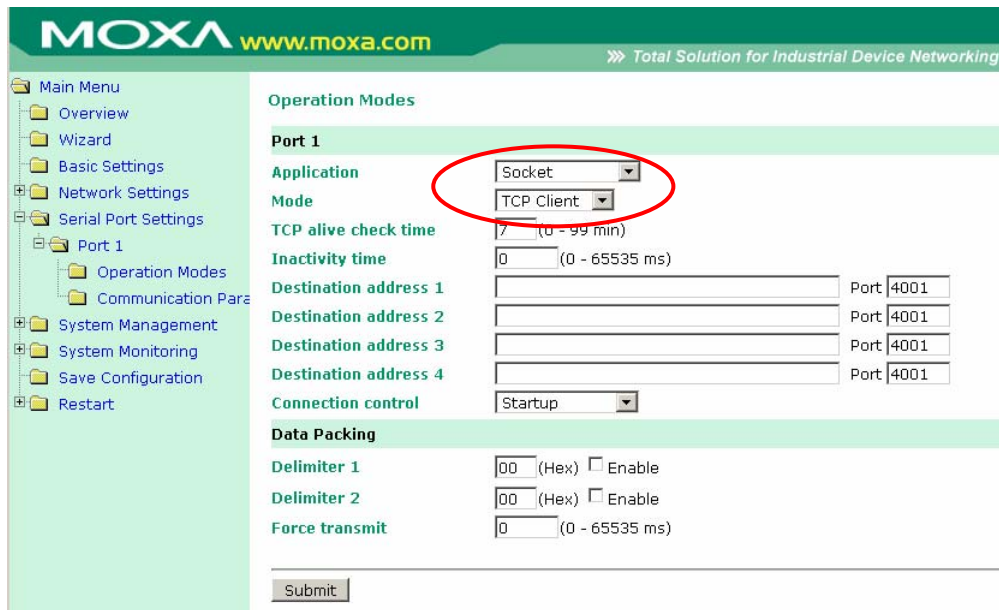 MOXA www.moxa.com
Total Solution for Industrial Device Networking
Main Menu
Overview
Wizard
Basic Settings
Network Settings
Serial Port Settings
Port 1
Operation Modes
Communication Para
System Management
System Monitoring
Save Configuration
Restart
Operation Modes
Port 1
Application Socket
Mode TCP Client
TCP alive check time 7 (0 - 99 min)
Inactivity time 0 (0 - 65535 ms)
Destination address 1 Port 4001
Destination address 2 Port 4001
Destination address 3 Port 4001
Destination address 4 Port 4001
Connection control Startup
Data Packing
Delimiter 1 00 (Hex) Enable
Delimiter 2 00 (Hex) Enable
Force transmit 0 (0 - 65535 ms)
Submit